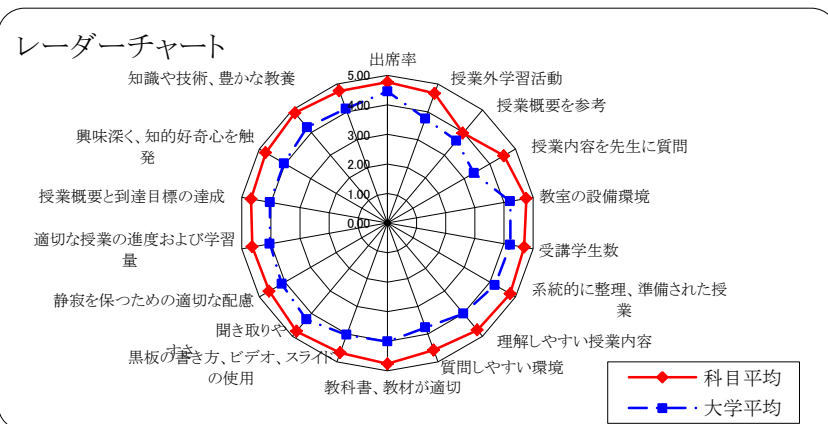 レーダーチャート
出席率
授業外学習活動
授業概要を参考
授業内容を先生に質問
教室の設備環境
受講学生数
系統的に整理、準備された授
業
理解しやすい授業内容
質問しやすい環境
教科書、教材が適切
黒板の書き方、ビデオ、スライド
の使用
聞き取りや
すさ
静寂を保つための適切な配慮
適切な授業の進度および学習
量
授業概要と到達目標の達成
興味深く、知的好奇心を触
発
知識や技術、豊かな教養
5.00
4.00
3.00
2.00
1.00
0.00
科目平均
大学平均